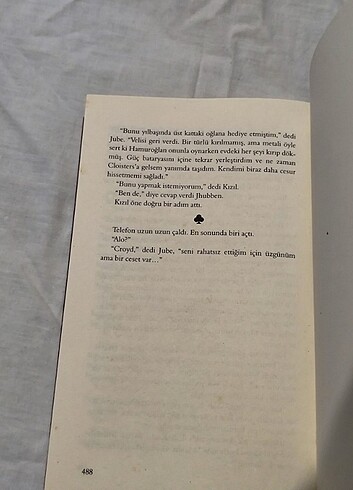 "Bunu yılbaşında üst kattaki oğlana hediye etmiştim," dedi
Jube. "Velisi geri verdi. Bir türlü kırılmamış, ama metali öyle
sert ki Hamuroğlan onunla oynarken evdeki her şeyi kırıp dök-
müş. Güç bataryasını içine tekrar yerleştirdim ve ne zaman
Cloisters'a gelsem yanımda taşıdım. Kendimi biraz daha cesur
hissetmemi sağladı."
"Bunu yapmak istemiyorum," dedi Kızıl.
"Ben de," diye cevap verdi Jhubben.
Kızıl öne doğru bir adım attı.
Telefon uzun uzun çaldı. En sonunda biri açtı.
"Alo?"
"Croyd," dedi Jube, "seni rahatsız ettiğim için üzgünüm
ama bir ceset var..."
488